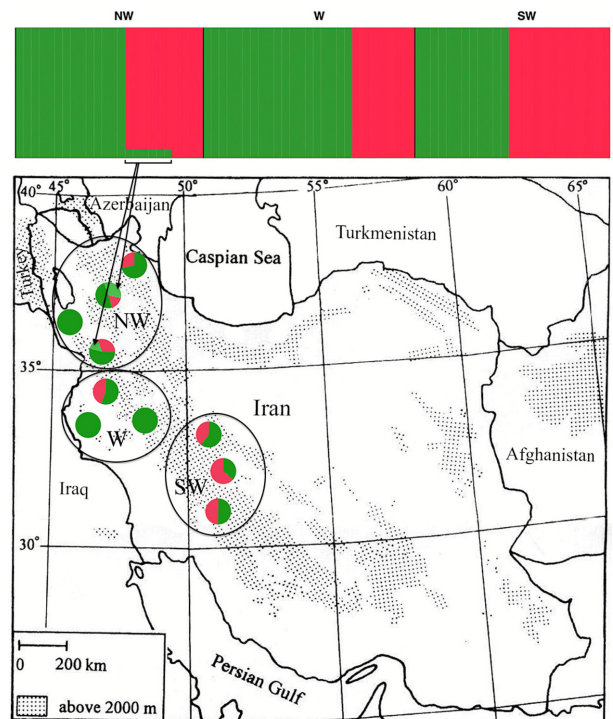 NW W SW
40° 45° 50° 55° 60° 65°
Azerbaijan
Turkey
Caspian Sea
Turkmenistan
NW
35°
Iran
W
Afghanistan
SW
Iraq
30°
0 200 km
Persian Gulf
above 2000 m